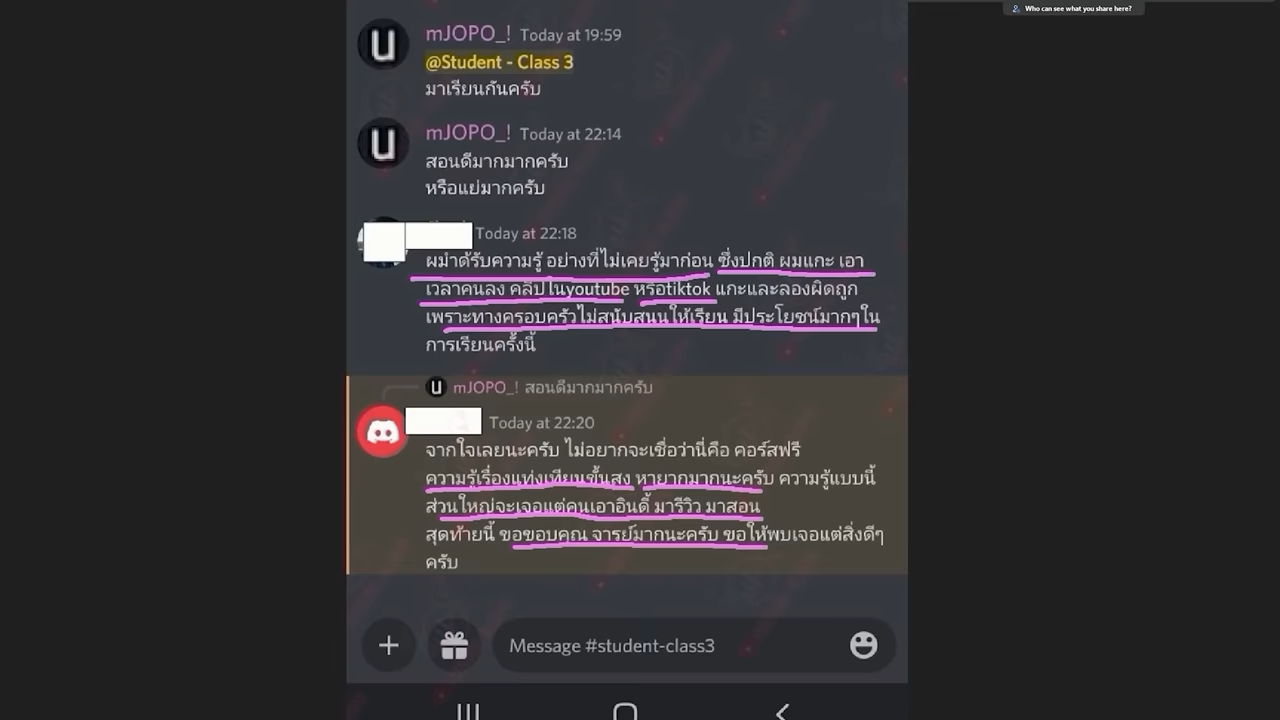 Who can see what you share here?
mJOPO_! Today at 19:59
@Student - Class 3
มาเรียนกันครับ
mJOPO_! Today at 22:14
สอนดีมากมากครับ
หรือแย่มากครับ
Today at 22:18
ผมำด้รับความรู้ อย่างที่ไม่เคยรู้มาก่อน ซึ่งปกติ ผมแกะ เอา
เวลาคนลง คลิปในyoutube หรือtiktok แกะและลองผิดถูก
เพราะทางครอบครัวไม่สนับสนนให้เรียน มีประโยชน์มากๆใน
การเรียนครั้งนี้
mJOPO_! สอนดีมากมากครับ
Today at 22:20
จากใจเลยนะครับ ไม่อยากจะเชื่อว่านี่คือ คอร์สฟรี
ความรู้เรื่องแท่งเทียนขั้นสูง หายากมากนะครับ ความรู้แบบนี้
ส่วนใหญ่จะเจอแต่คนเอาอินดี้ มารีวิว มาสอน
สุดท้ายนี้ ขอขอบคุณ จารย์มากนะครับ ขอให้พบเจอแต่สิ่งดีๆ
ครับ
Message #student-class3